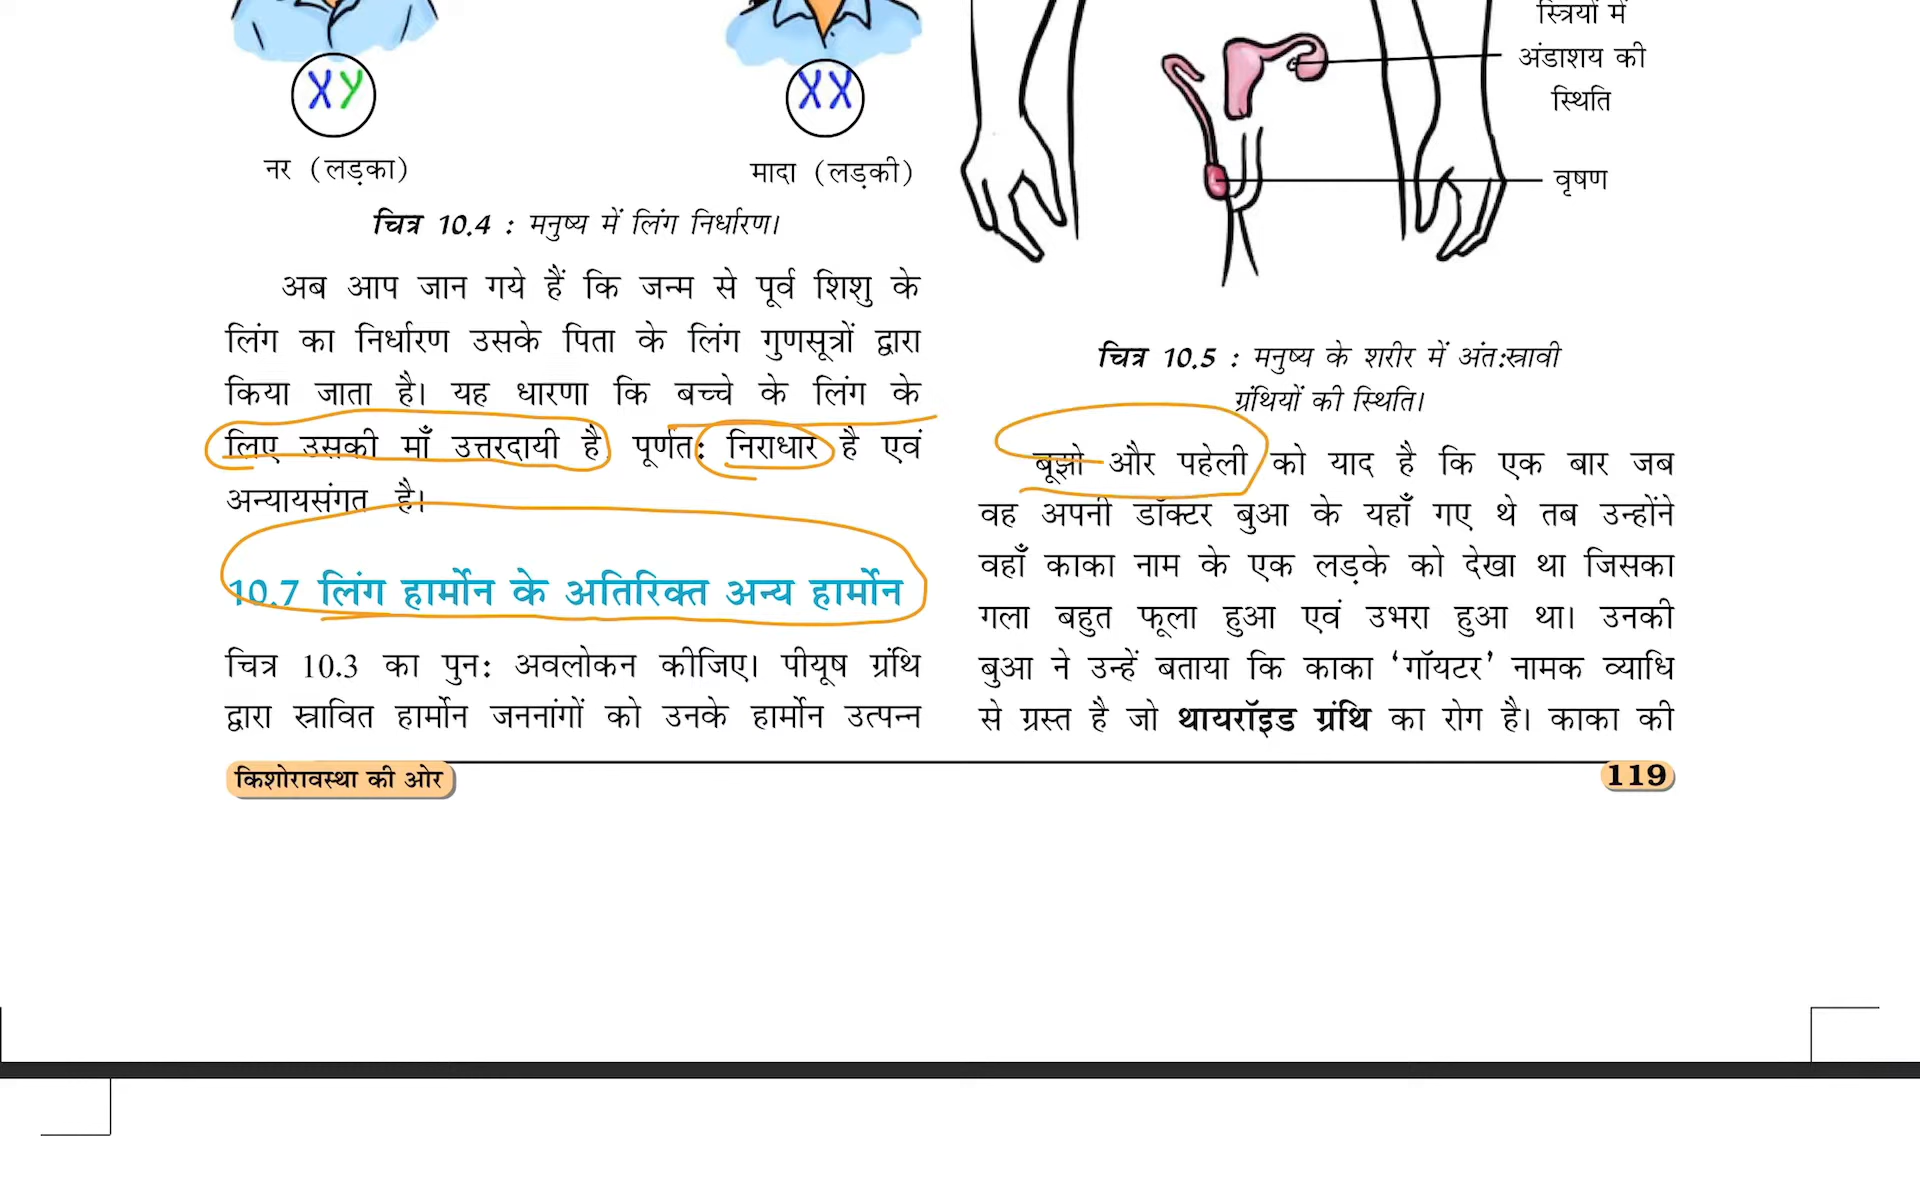 XY
XX
नर (लड़का)
मादा (लड़की)
चित्र 10.4 : मनुष्य में लिंग निर्धारण।
अब आप जान गये हैं कि जन्म से पूर्व शिशु के
लिंग का निर्धारण उसके पिता के लिंग गुणसूत्रों द्वारा
किया जाता है। यह धारणा कि बच्चे के लिंग के
लिए उसकी माँ उत्तरदायी है पूर्णत: निराधार है एवं
अन्यायसंगत है।
10.7 लिंग हार्मोन के अतिरिक्त अन्य हार्मोन
चित्र 10.3 का पुन: अवलोकन कीजिए। पीयूष ग्रंथि
द्वारा स्रावित हार्मोन जननांगों को उनके हार्मोन उत्पन्न
स्त्रियों में
अंडाशय की
स्थिति
वृषण
चित्र 10.5 : मनुष्य के शरीर में अंत:स्रावी
ग्रंथियों की स्थिति।
बूझो और पहेली को याद है कि एक बार जब
वह अपनी डॉक्टर बुआ के यहाँ गए थे तब उन्होंने
वहाँ काका नाम के एक लड़के को देखा था जिसका
गला बहुत फूला हुआ एवं उभरा हुआ था। उनकी
बुआ ने उन्हें बताया कि काका ‘गॉयटर’ नामक व्याधि
से ग्रस्त है जो थायरॉइड ग्रंथि का रोग है। काका की
किशोरावस्था की ओर
119